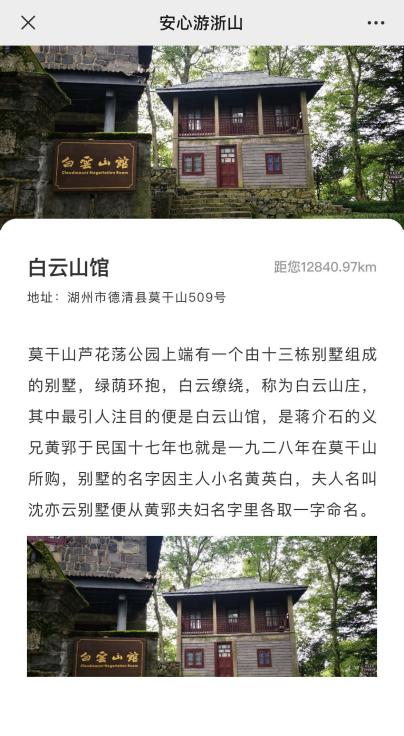 安心游浙山
白雲山館
Cloudmount Negotiation Room
白云山馆
距您12840.97km
地址：湖州市德清县莫干山509号
莫干山芦花荡公园上端有一个由十三栋别墅组成
的别墅，绿荫环抱，白云缭绕，称为白云山庄，
其中最引人注目的便是白云山馆，是蒋介石的义
兄黄郛于民国十七年也就是一九二八年在莫干山
所购，别墅的名字因主人小名黄英白，夫人名叫
沈亦云别墅便从黄郛夫妇名字里各取一字命名。
白雲山館
Cloudmount Negotiation Room